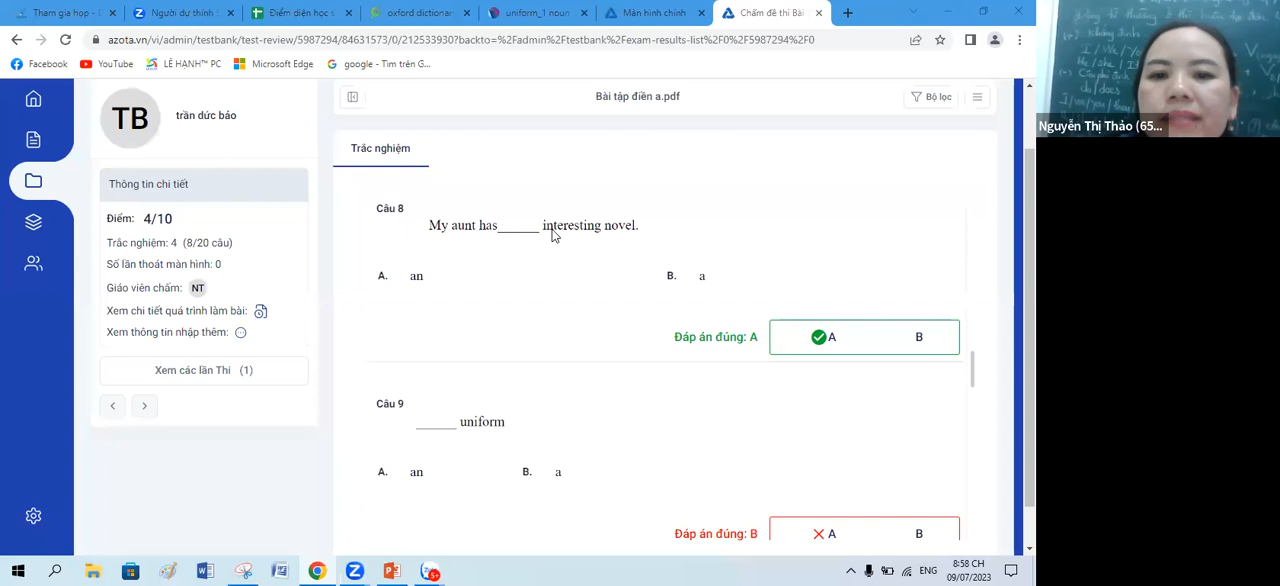 Tham gia họp - D
Người dự thính S
Điểm diện học s
oxford dictionar
uniform_1 noun
Màn hình chính
Chấm đề thi Bài
azota.vn/vi/admin/testbank/test-review/5987294/84631573/0/212533930?backto=%2Fadmin%2Ftestbank%2Fexam-results-list%2F0%2F5987294%2F0
Facebook
YouTube
LÊ HẠNH™ PC
Microsoft Edge
google - Tìm trên G...
TB
trần dức bảo
Bài tập điền a.pdf
Bộ lọc
Trắc nghiệm
Thông tin chi tiết
Điểm: 4/10
Trắc nghiệm: 4 (8/20 câu)
Số lần thoát màn hình: 0
Giáo viên chấm: NT
Xem chi tiết quá trình làm bài:
Xem thông tin nhập thêm:
Xem các lần Thi (1)
Câu 8
My aunt has______ interesting novel.
A. an
B. a
Đáp án đúng: A
A B
Câu 9
______ uniform
A. an
B. a
Đáp án đúng: B
A B
Nguyễn Thị Thảo (65...
ENG
8:58 CH
09/07/2023